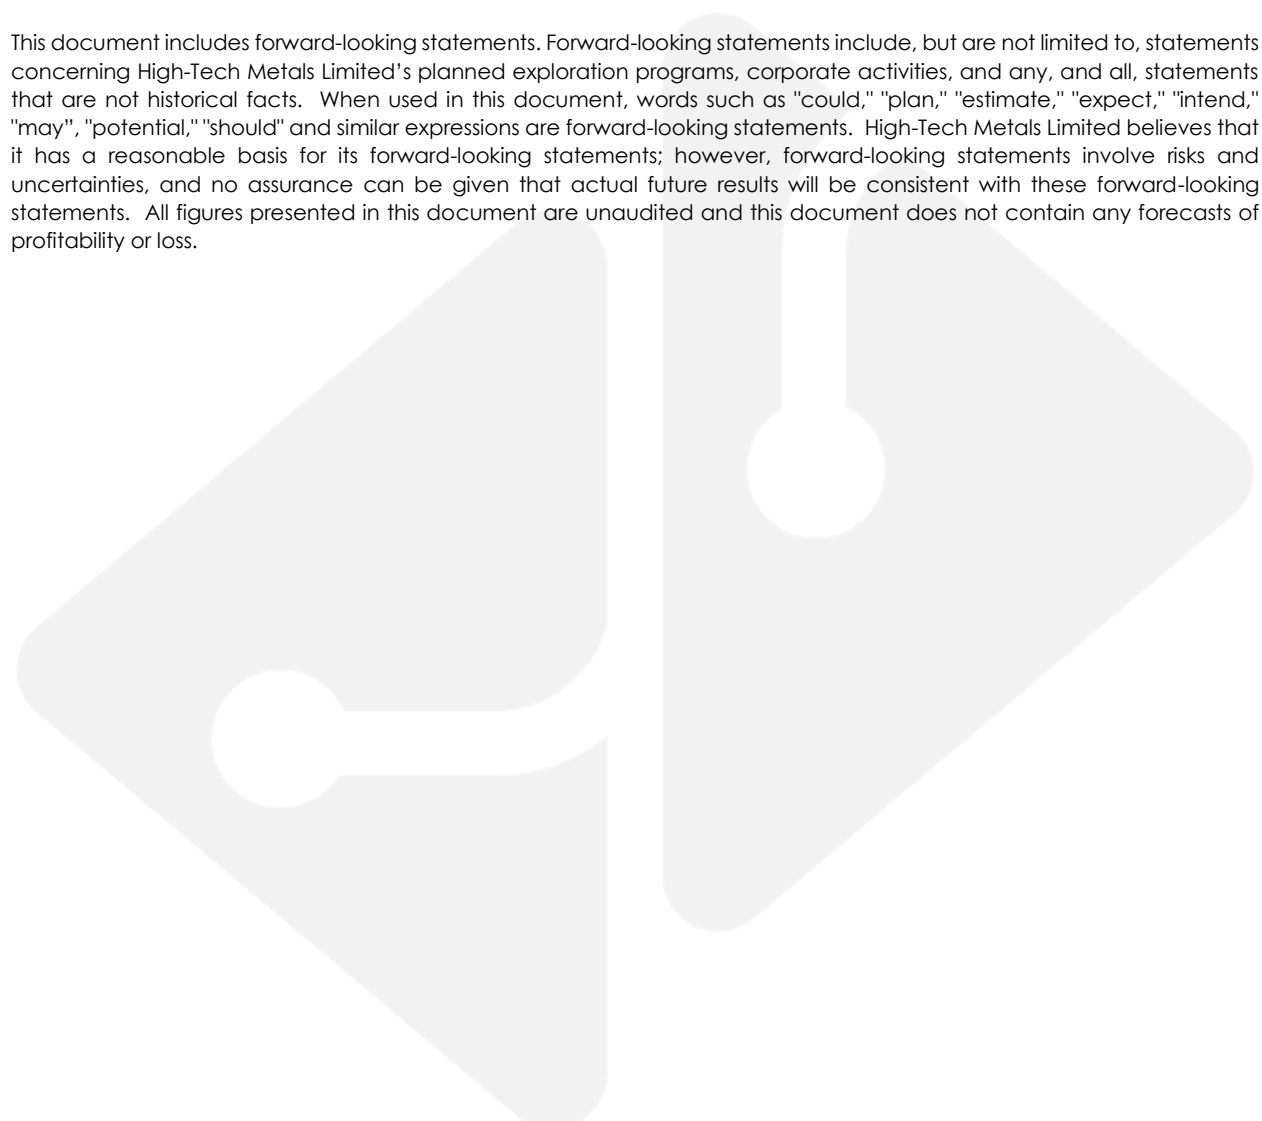 This document includes forward-looking statements. Forward-looking statements include, but are not limited to, statements
concerning High-Tech Metals Limited’s planned exploration programs, corporate activities, and any, and all, statements
that are not historical facts.  When used in this document, words such as "could," "plan," "estimate," "expect," "intend,"
"may”, "potential," "should" and similar expressions are forward-looking statements.  High-Tech Metals Limited believes that
it has a reasonable basis for its forward-looking statements; however, forward-looking statements involve risks and
uncertainties, and no assurance can be given that actual future results will be consistent with these forward-looking
statements.  All figures presented in this document are unaudited and this document does not contain any forecasts of
profitability or loss.